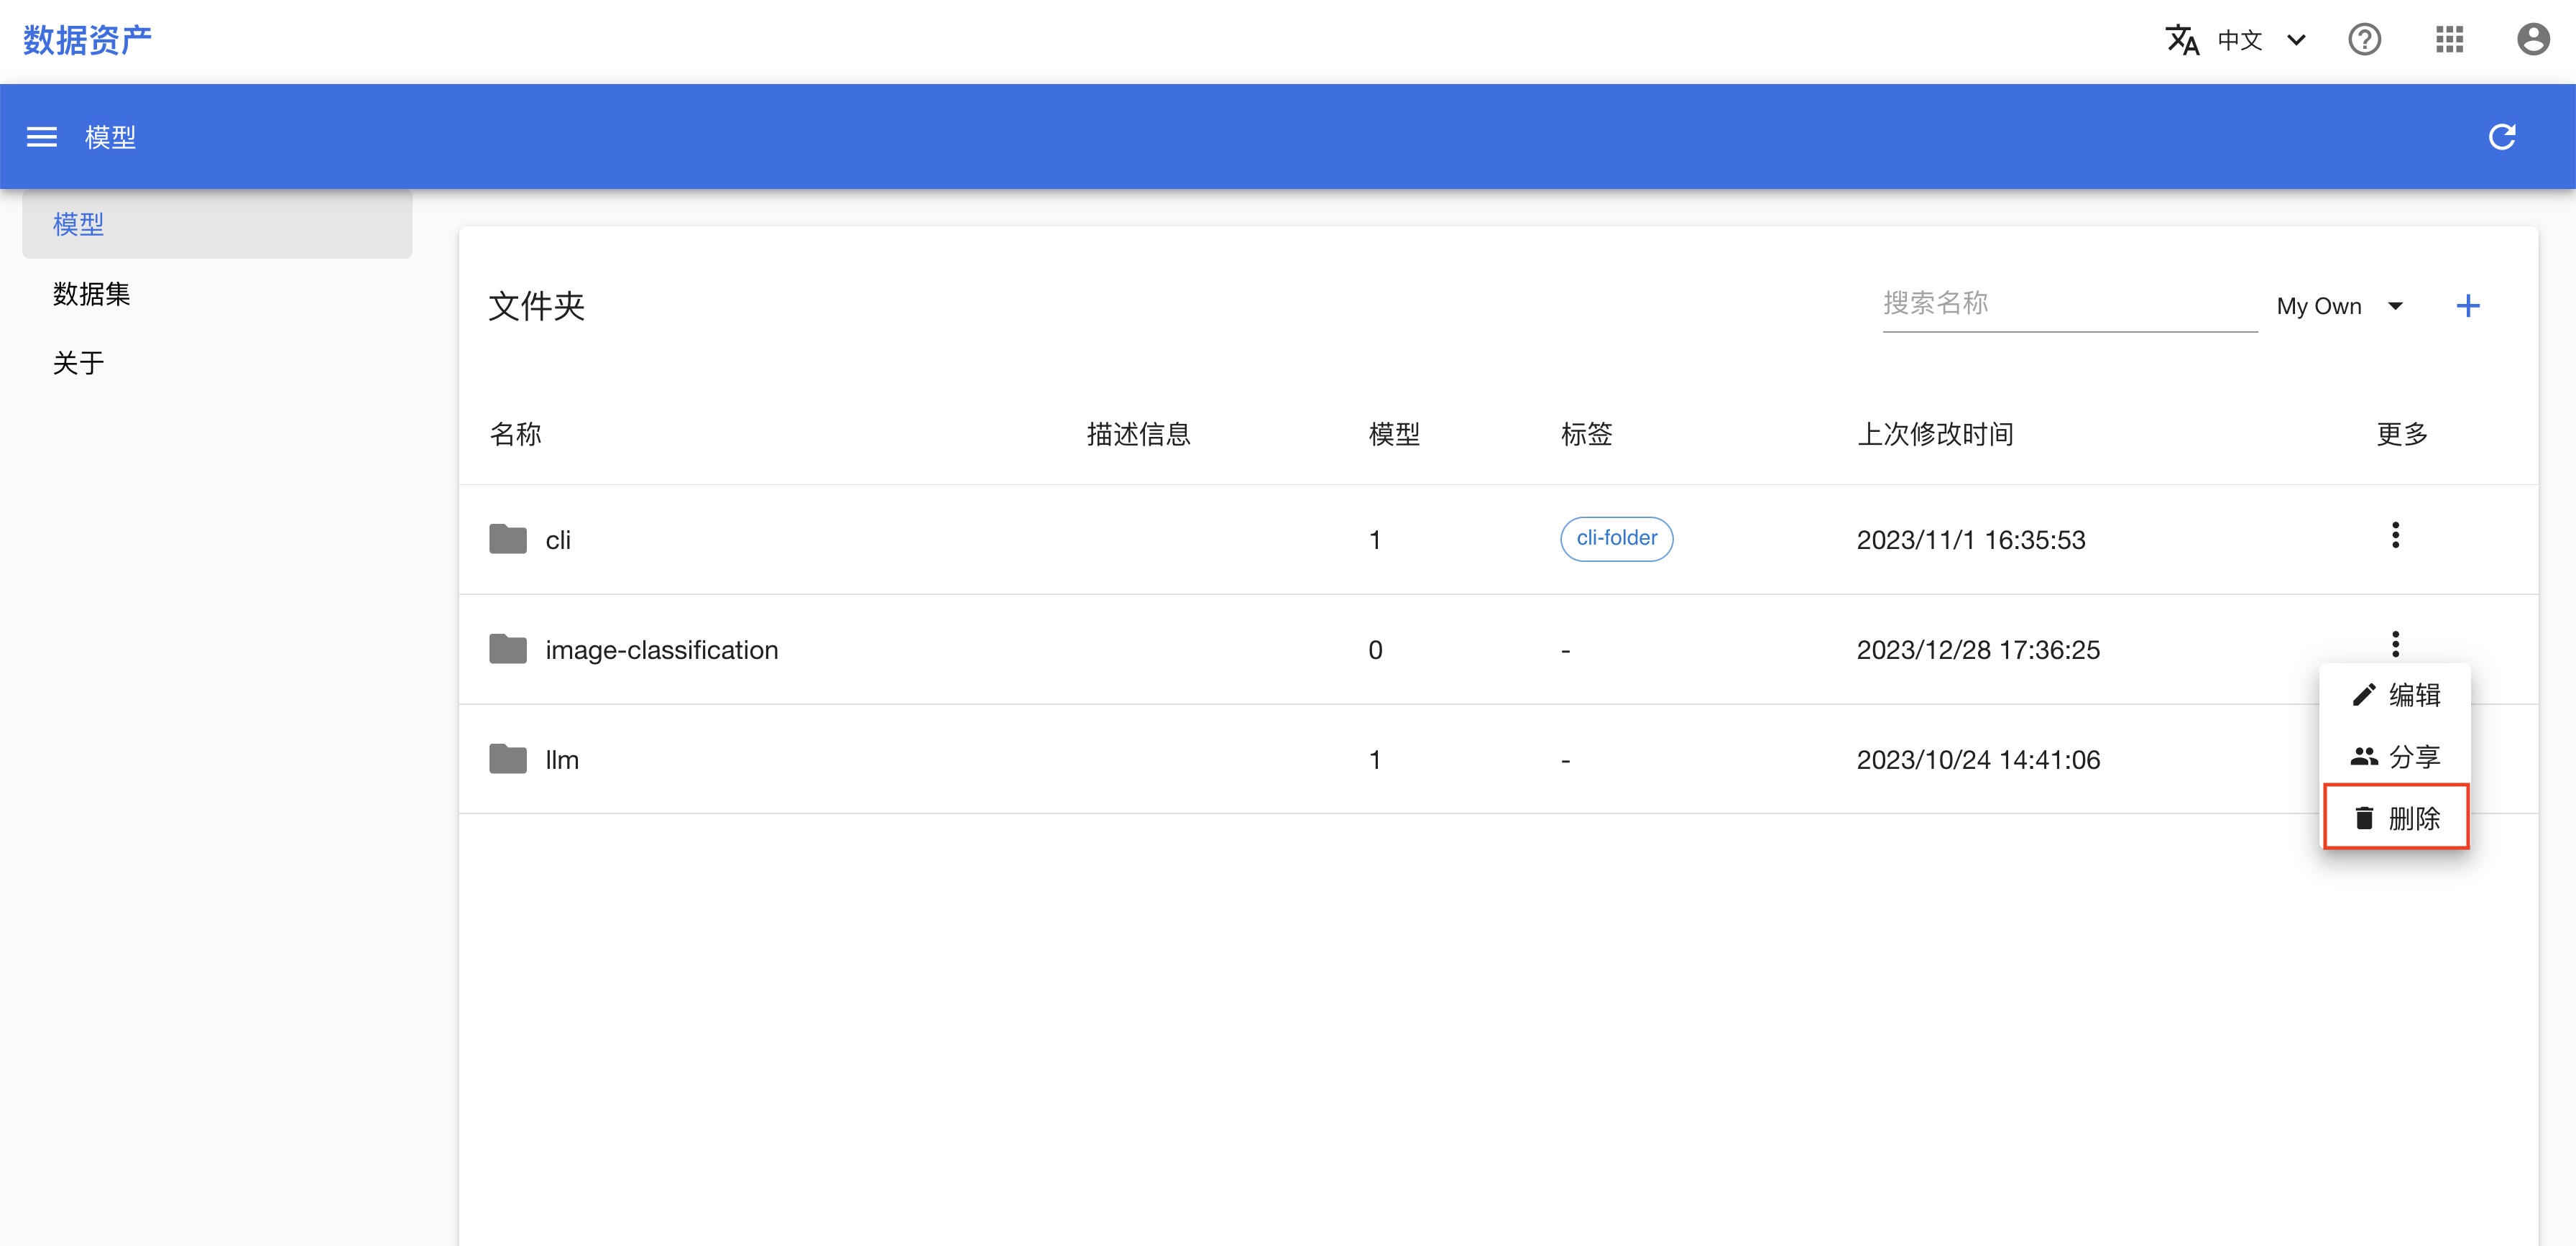 数据资产
中文
模型
模型
数据集
关于
文件夹
搜索名称
My Own
名称 描述信息 模型 标签 上次修改时间 更多
cli 1 cli-folder 2023/11/1 16:35:53
image-classification 0 - 2023/12/28 17:36:25
编辑
llm 1 - 2023/10/24 14:41:06
分享
删除